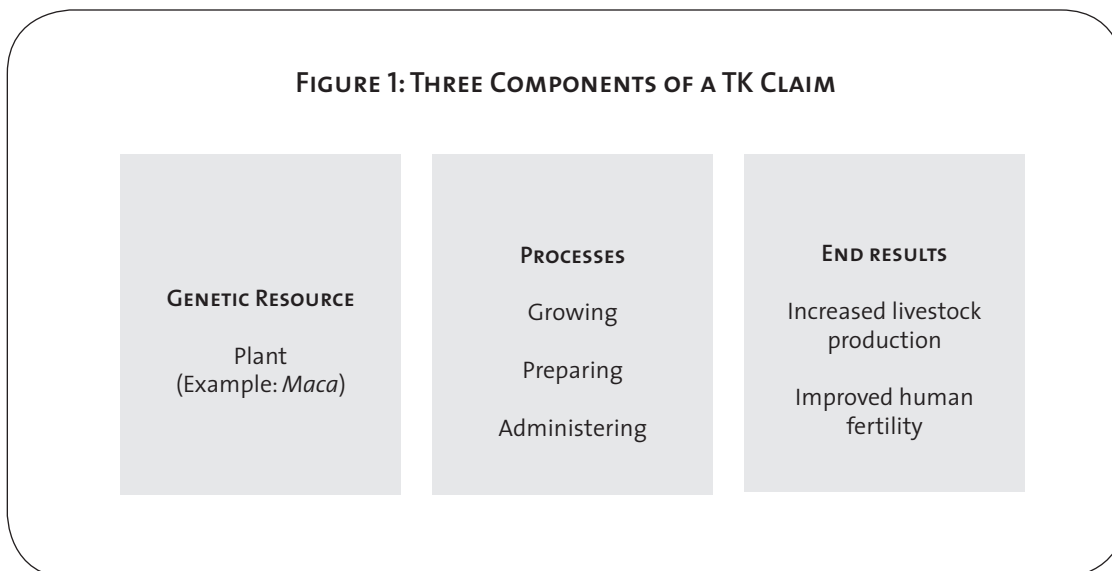 Figure 1: Three Components of a TK Claim
Genetic Resource
Plant
(Example: Maca)
Processes
Growing
Preparing
Administering
End results
Increased livestock
production
Improved human
fertility